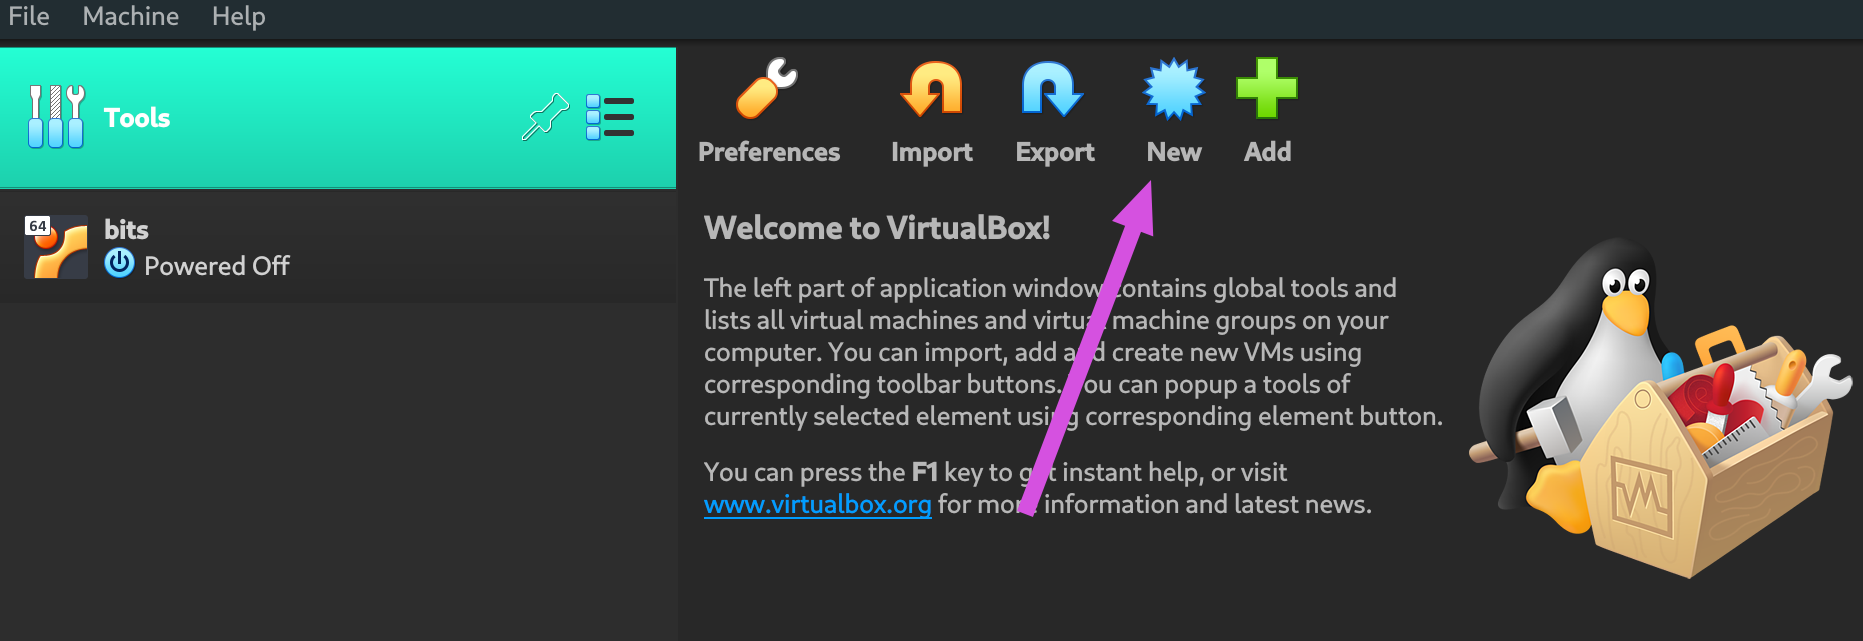 File Machine Help
Tools
Preferences Import Export New Add
64
bits
Powered Off
Welcome to VirtualBox!
The left part of application window contains global tools and
lists all virtual machines and virtual machine groups on your
computer. You can import, add and create new VMs using
corresponding toolbar buttons. You can popup a tools of
currently selected element using corresponding element button.
You can press the F1 key to get instant help, or visit
www.virtualbox.org for more information and latest news.